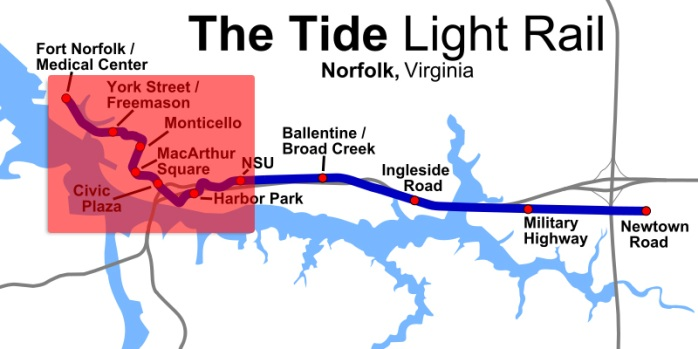 The Tide Light Rail
Norfolk, Virginia
Fort Norfolk /
Medical Center
York Street /
Freemason
Monticello
MacArthur
Square
Civic
Plaza
Harbor Park
NSU
Ballentine /
Broad Creek
Ingleside
Road
Military
Highway
Newtown
Road